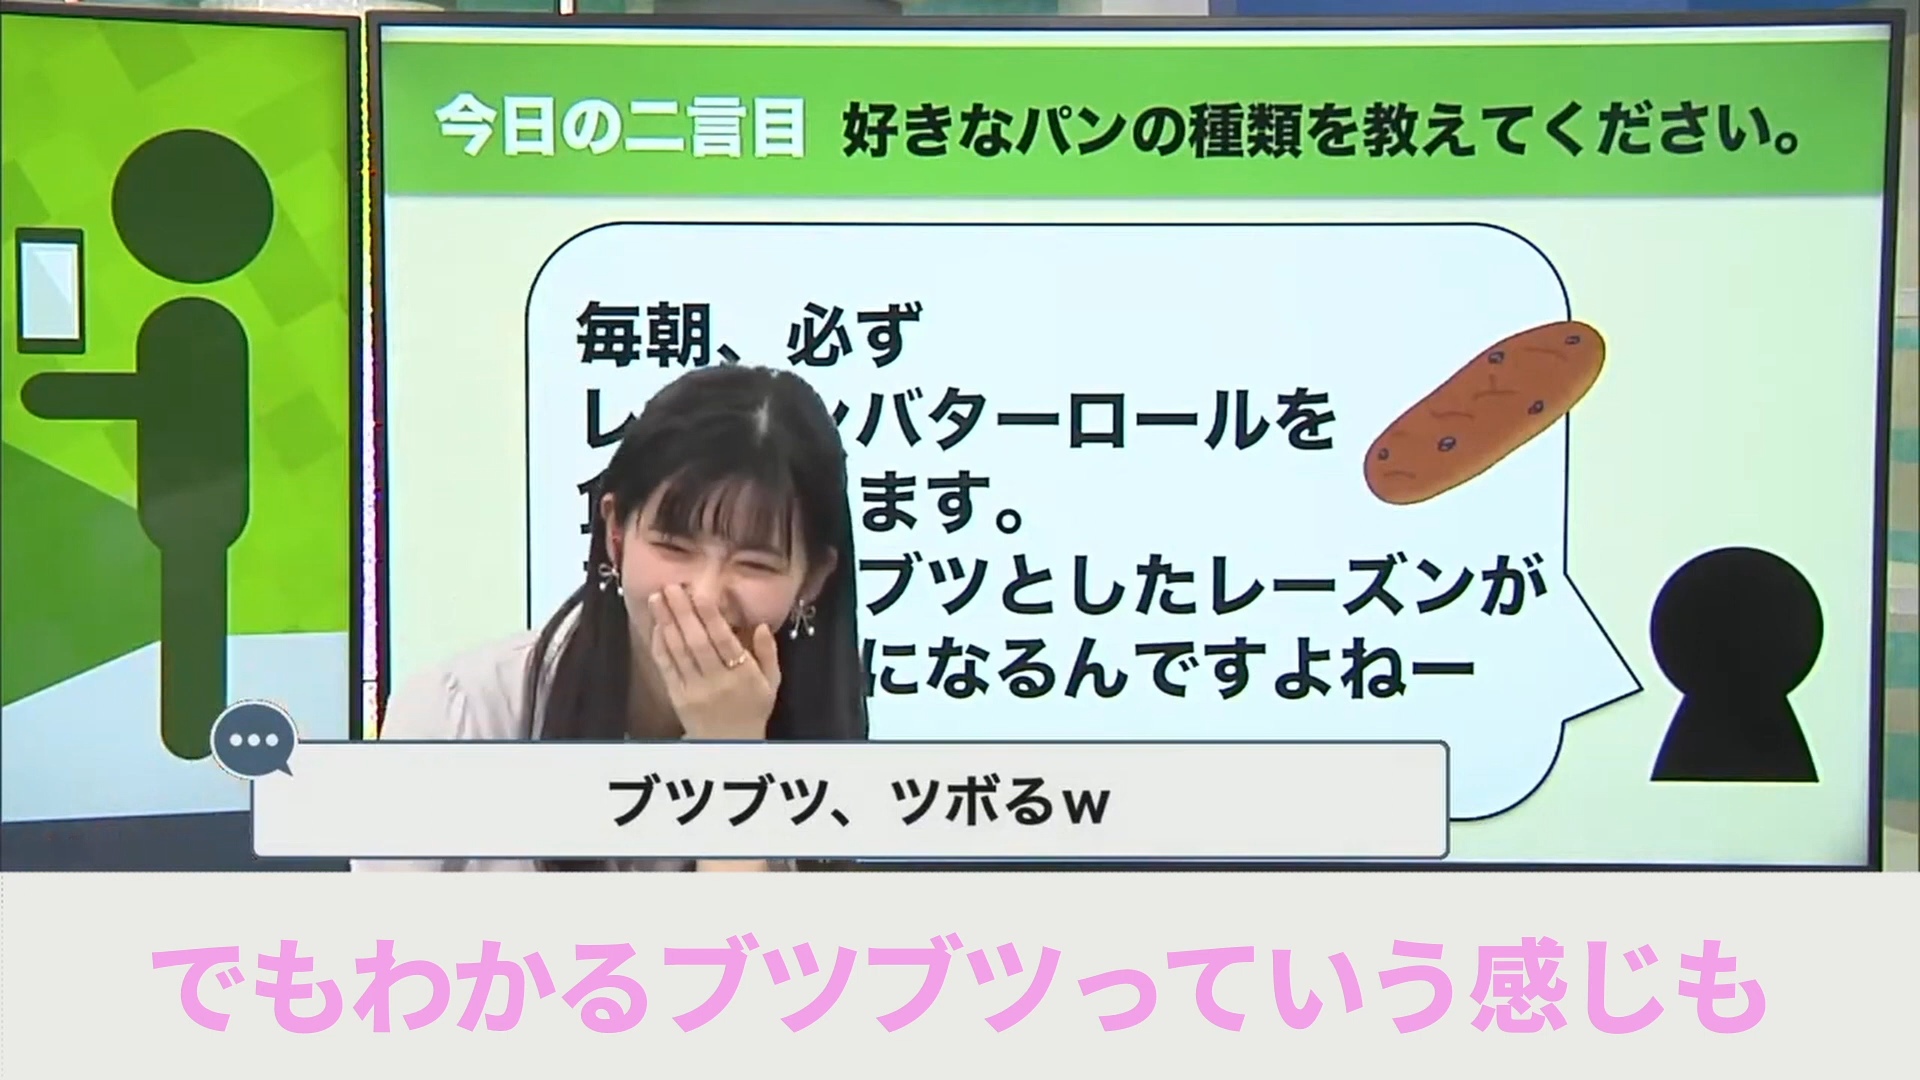 今日の二言目 好きなパンの種類を教えてください。
毎朝、必ず
レ ンバターロールを
ます。
ブツとしたレーズンが
になるんですよねー
ブツブツ、ツボるw
でもわかるブツブツっていう感じも